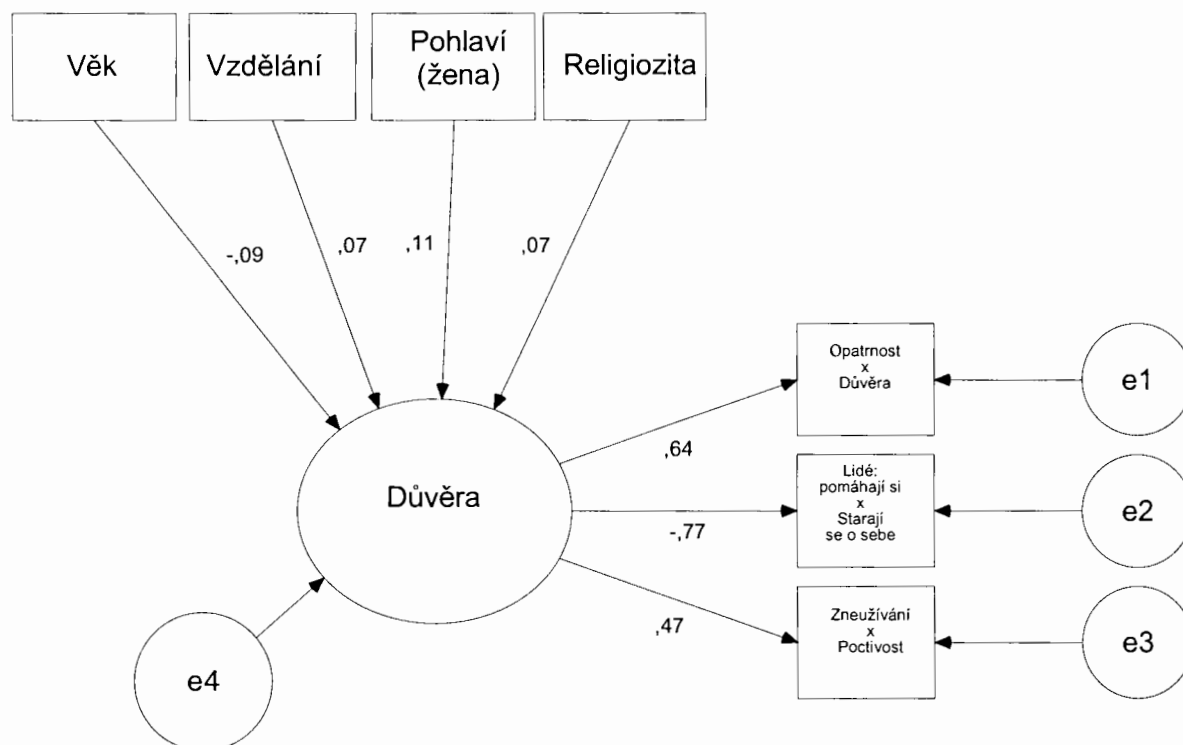 Věk
Vzdělání
Pohlaví
(žena)
Religiozita
-,09
,07
,11
,07
Opatrnost
x
Důvěra
e1
,64
Důvěra
Lidé:
pomáhají si
x
Starají
se o sebe
e2
-,77
,47
Zneužívání
x
Poctivost
e3
e4